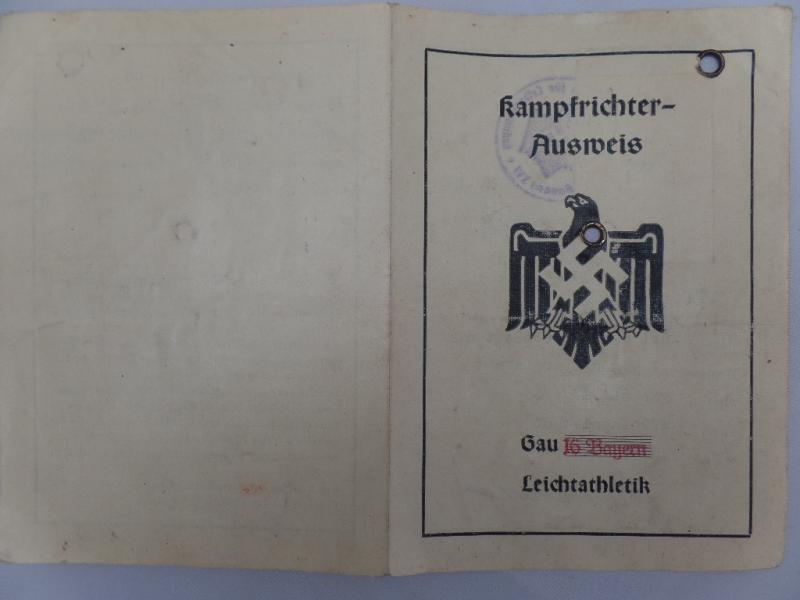 Kampfrichter-
Ausweis
Gau 16 Bayern
Leichtathletik